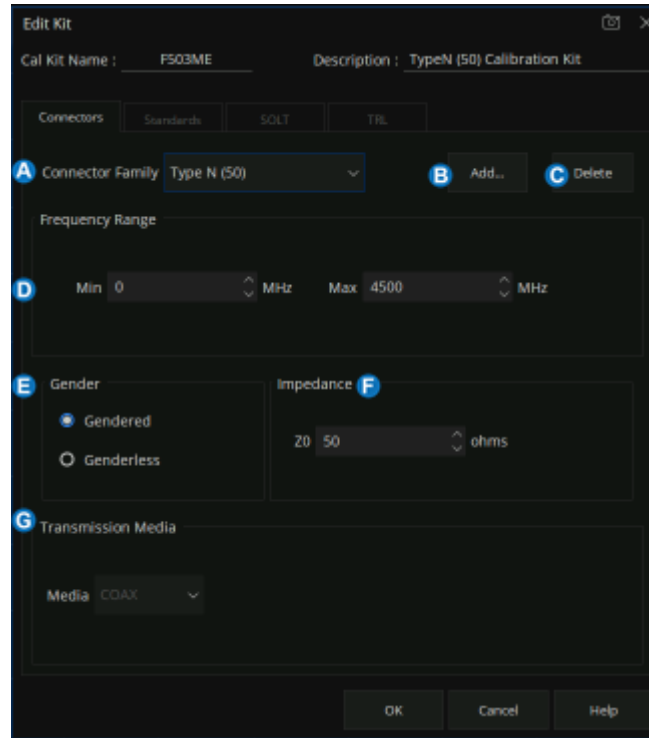 Edit Kit
Cal Kit Name : F503ME Description : TypeN (50) Calibration Kit
Connectors Standards SOLT TRL
A Connector Family Type N (50) B Add... C Delete
Frequency Range
D Min 0 MHz Max 4500 MHz
E Gender Impedance F
Gendered
Z0 50 ohms
Genderless
G Transmission Media
Media COAX
OK Cancel Help